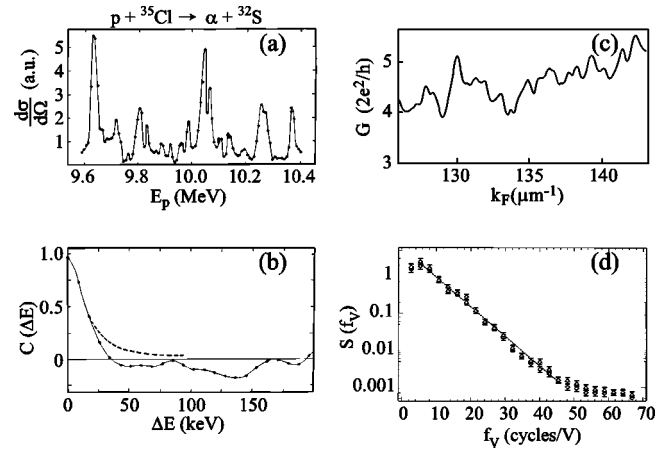 p + ³⁵Cl → α + ³²S
(a)
dσ/dΩ (a.u.)
5
4
3
2
1
9.6 9.8 10.0 10.2 10.4
E_p (MeV)
(c)
G (2e²/h)
5
4
3
130 135 140
k_F(μm⁻¹)
(b)
C (ΔE)
1.0
0.5
0
0 50 100 150
ΔE (keV)
(d)
S (f_V)
1
0.1
0.01
0.001
0 10 20 30 40 50 60 70
f_V (cycles/V)